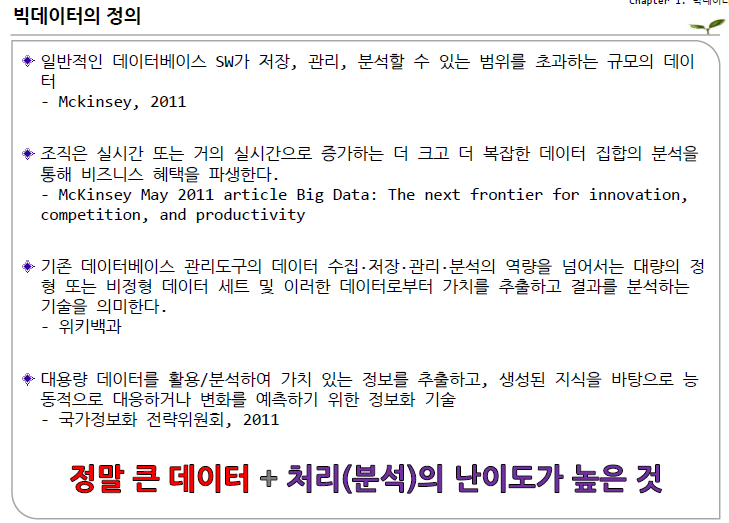 Chapter 1. 빅데이터
빅데이터의 정의
일반적인 데이터베이스 SW가 저장, 관리, 분석할 수 있는 범위를 초과하는 규모의 데이
터
- Mckinsey, 2011
조직은 실시간 또는 거의 실시간으로 증가하는 더 크고 더 복잡한 데이터 집합의 분석을
통해 비즈니스 혜택을 파생한다.
- McKinsey May 2011 article Big Data: The next frontier for innovation,
competition, and productivity
기존 데이터베이스 관리도구의 데이터 수집·저장·관리·분석의 역량을 넘어서는 대량의 정
형 또는 비정형 데이터 세트 및 이러한 데이터로부터 가치를 추출하고 결과를 분석하는
기술을 의미한다.
- 위키백과
대용량 데이터를 활용/분석하여 가치 있는 정보를 추출하고, 생성된 지식을 바탕으로 능
동적으로 대응하거나 변화를 예측하기 위한 정보화 기술
- 국가정보화 전략위원회, 2011
정말 큰 데이터 + 처리(분석)의 난이도가 높은 것